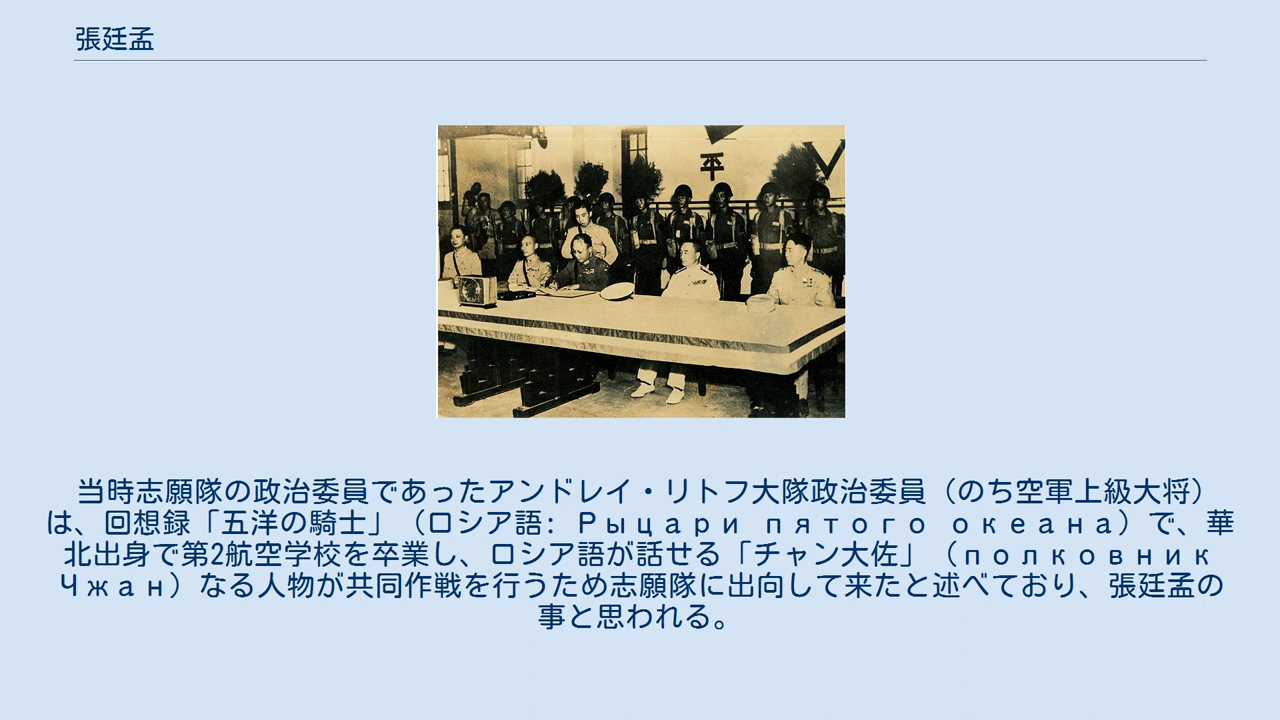 張廷孟
平
V
当時志願隊の政治委員であったアンドレイ・リトフ大隊政治委員（のち空軍上級大将）
は、回想録「五洋の騎士」（ロシア語: Рыцари пятого океана）で、華
北出身で第2航空学校を卒業し、ロシア語が話せる「チャン大佐」（полковник
Чжан）なる人物が共同作戦を行うため志願隊に出向して来たと述べており、張廷孟の
事と思われる。